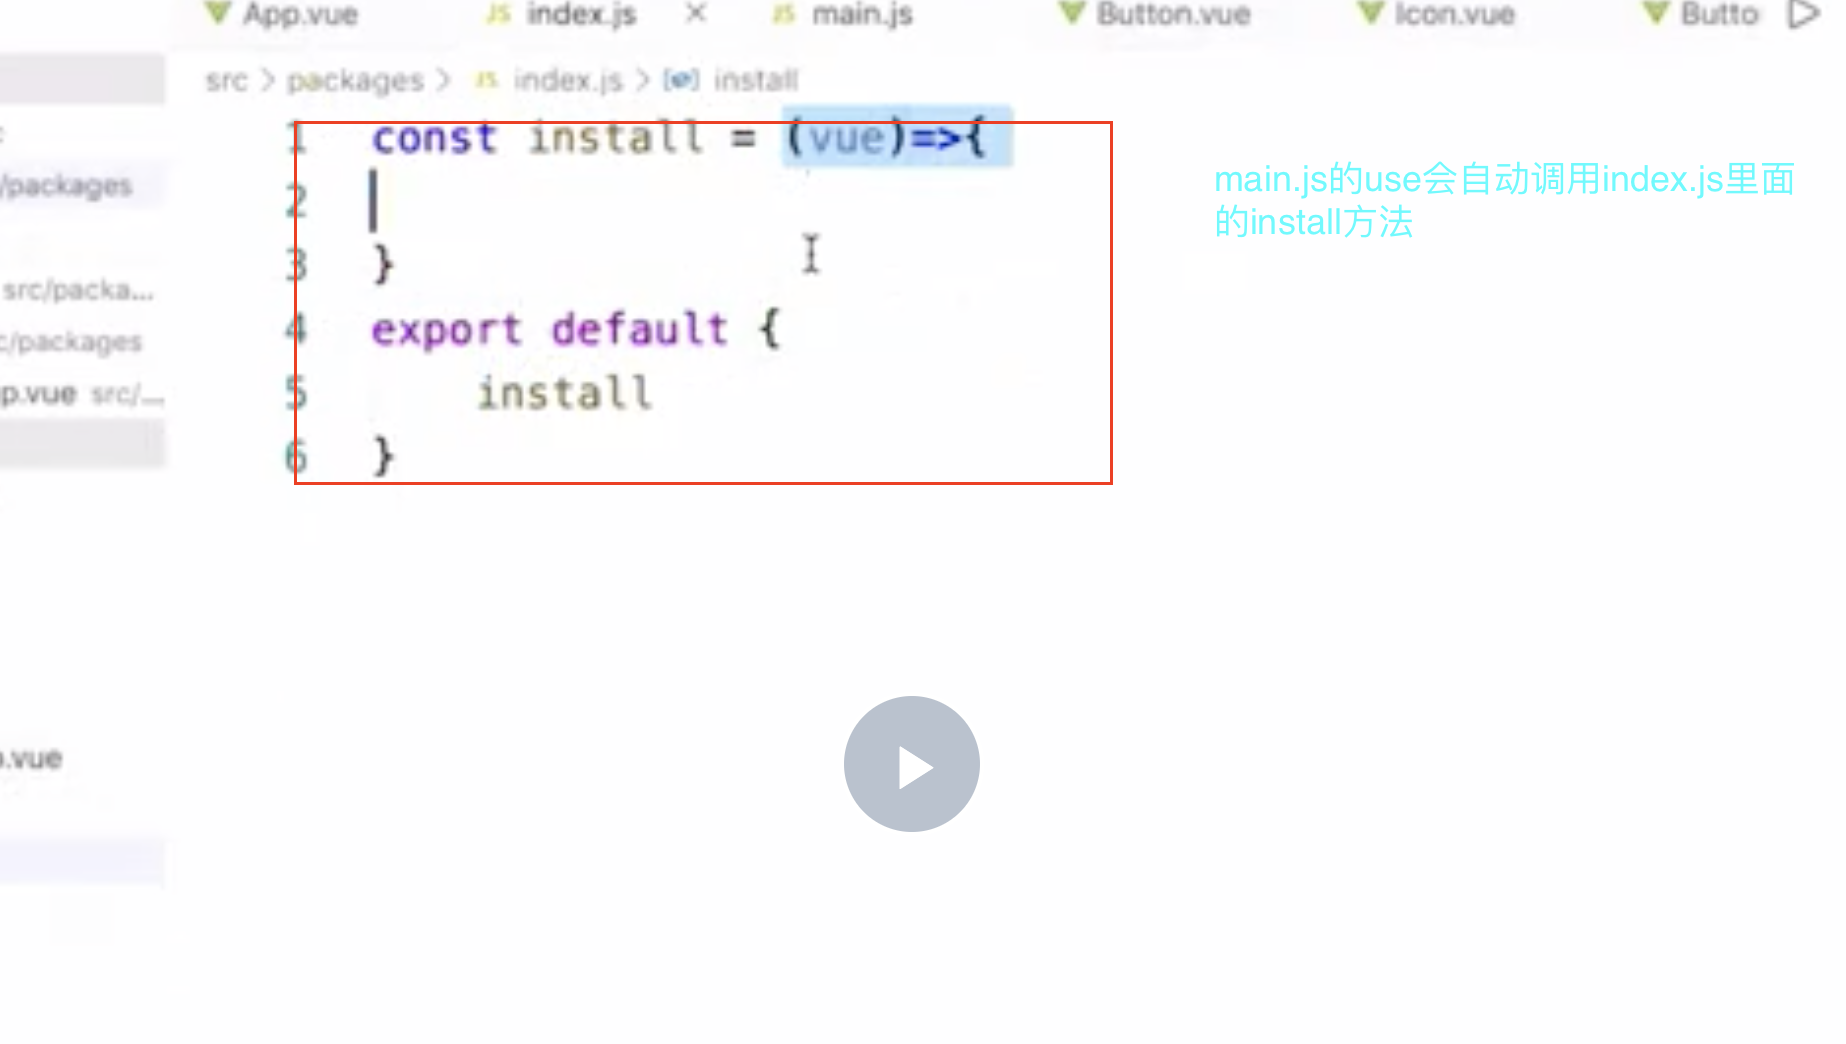 App.vue JS index.js × JS main.js Button.vue Icon.vue Butto
src > packages > JS index.js > install
1 const install = (vue)=>{
2
3 }
4 export default {
5 install
6 }
main.js的use会自动调用index.js里面
的install方法
/packages
src/packa...
c/packages
p.vue src/...
.vue